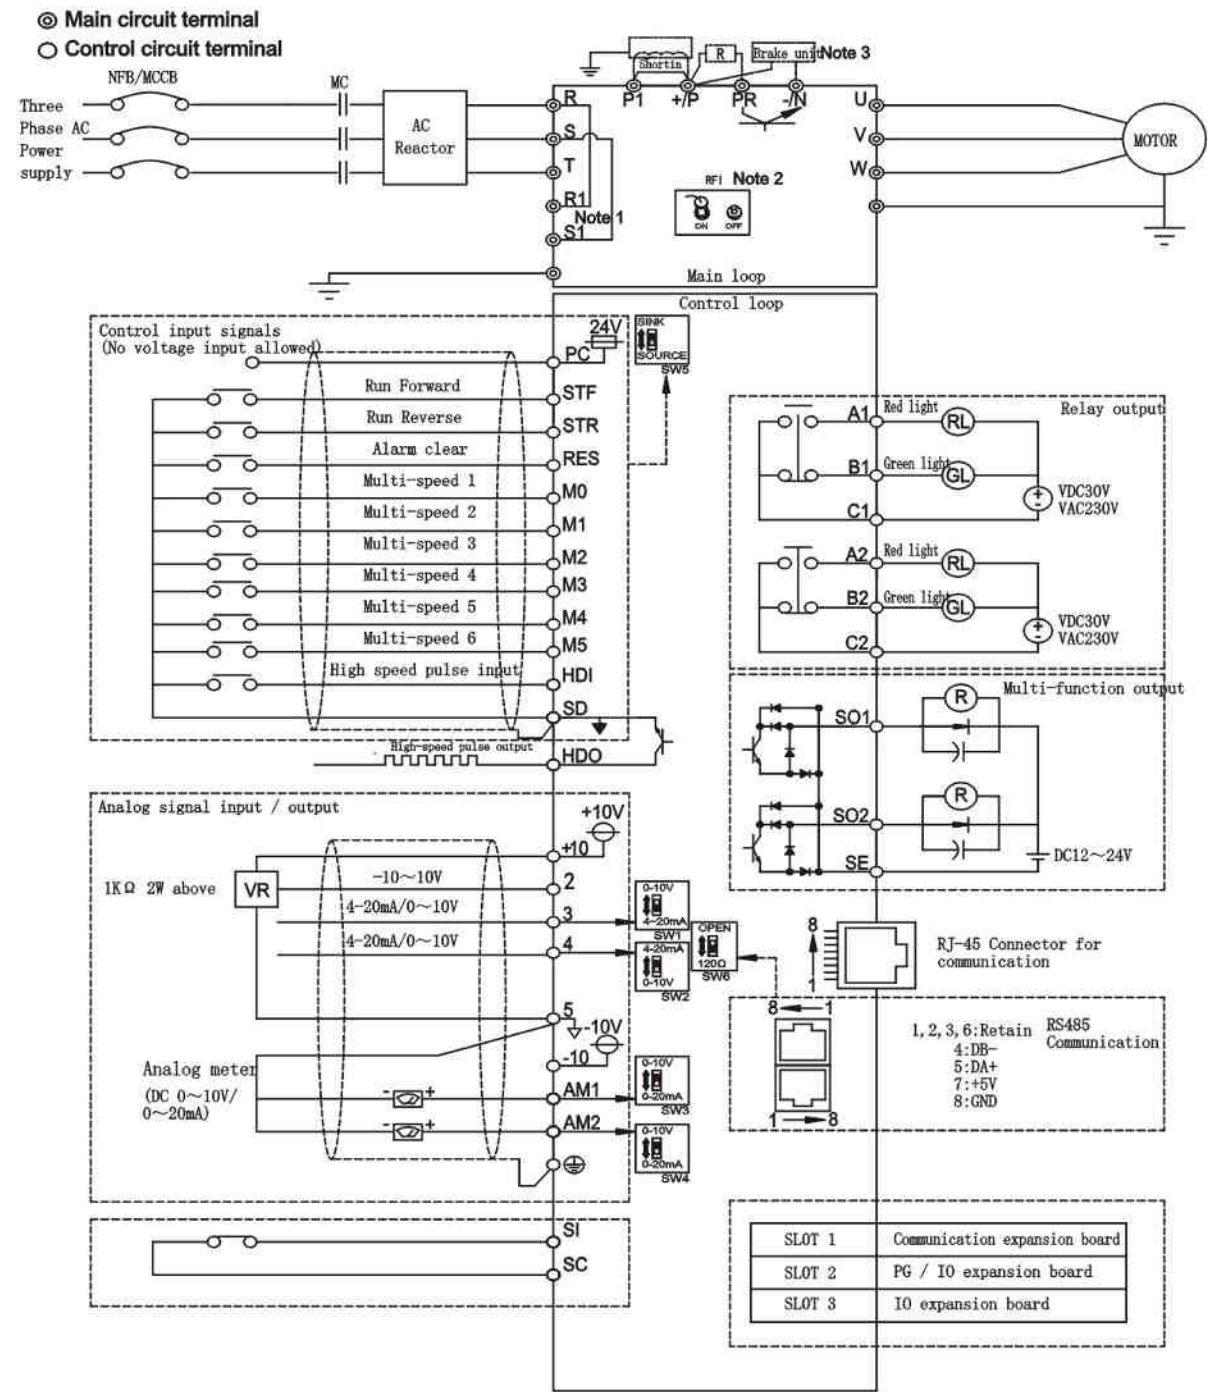 Main circuit terminal
Control circuit terminal
NFB/MCCB
MC
Three
Phase AC
Power
supply
AC
Reactor
R
S
T
R1
S1
Note 1
Shortin
R
Brake unit
Note 3
P1
+/P
PR
-/N
U
V
W
MOTOR
RFI Note 2
ON OFF
Main loop
Control loop
Control input signals
(No voltage input allowed)
24V
PC
SINK
SOURCE
SW5
Run Forward
STF
Run Reverse
STR
Alarm clear
RES
Multi-speed 1
M0
Multi-speed 2
M1
Multi-speed 3
M2
Multi-speed 4
M3
Multi-speed 5
M4
Multi-speed 6
M5
High speed pulse input
HDI
SD
High-speed pulse output
HDO
Relay output
A1
Red light
RL
B1
Green light
GL
C1
+
-
VDC30V
VAC230V
A2
Red light
RL
B2
Green light
GL
C2
+
-
VDC30V
VAC230V
Multi-function output
R
SO1
R
SO2
SE
DC12～24V
Analog signal input / output
+10V
+10
1KΩ 2W above
VR
-10～10V
2
4-20mA/0～10V
3
4-20mA/0～10V
4
0-10V
4~20mA
SW1
4-20mA
0-10V
SW2
OPEN
120Ω
SW6
5
-10V
-10
Analog meter
(DC 0～10V/
0～20mA)
- +
AM1
- +
AM2
0-10V
0-20mA
SW3
0-10V
0-20mA
SW4
8
1
RJ-45 Connector for
communication
8 1
1 8
1,2,3,6:Retain
4:DB-
5:DA+
7:+5V
8:GND
RS485
Communication
SI
SC
SLOT 1 Communication expansion board
SLOT 2 PG / IO expansion board
SLOT 3 IO expansion board